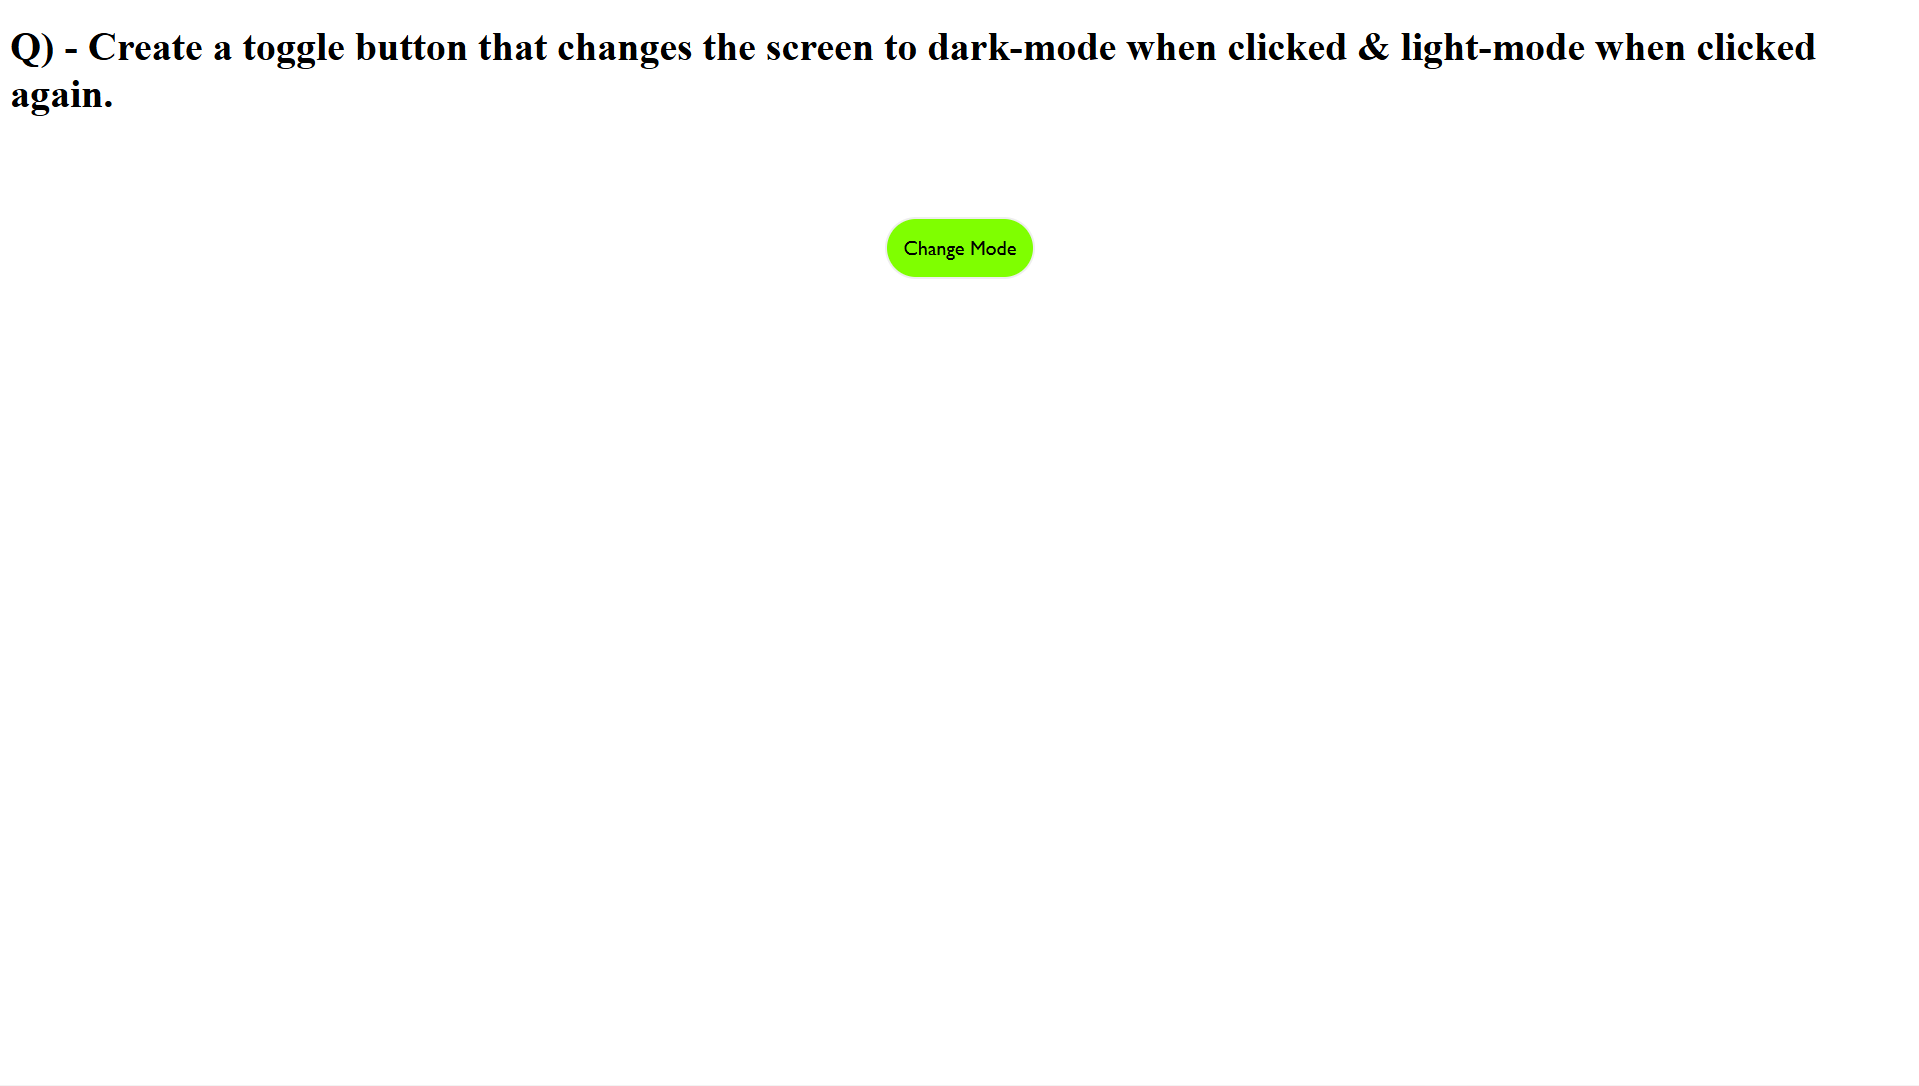 Q) - Create a toggle button that changes the screen to dark-mode when clicked & light-mode when clicked
again.
Change Mode